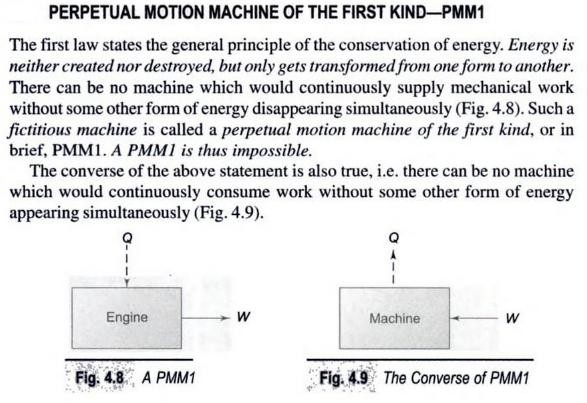 PERPETUAL MOTION MACHINE OF THE FIRST KIND—PMM1
The first law states the general principle of the conservation of energy. Energy is
neither created nor destroyed, but only gets transformed from one form to another.
There can be no machine which would continuously supply mechanical work
without some other form of energy disappearing simultaneously (Fig. 4.8). Such a
fictitious machine is called a perpetual motion machine of the first kind, or in
brief, PMM1. A PMM1 is thus impossible.
The converse of the above statement is also true, i.e. there can be no machine
which would continuously consume work without some other form of energy
appearing simultaneously (Fig. 4.9).
Q
Engine
W
Fig. 4.8 A PMM1
Q
Machine
W
Fig. 4.9 The Converse of PMM1